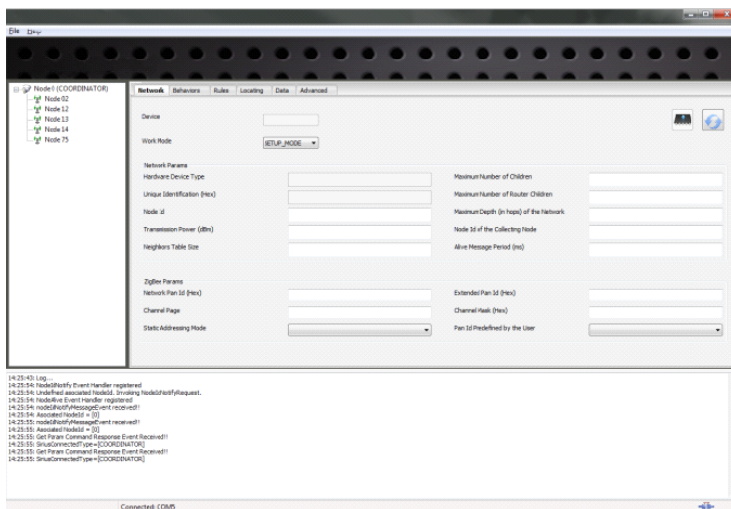 File
Node0 (COORDINATOR)
Node 02
Node 12
Node 13
Node 14
Node 75
Network Behaviors Rules Locating Data Advanced
Device
Work Mode SETUP_MODE
Network Params
Hardware Device Type Maximum Number of Children
Unique Identification (Hex) Maximum Number of Router Children
Node Id Maximum Depth (in hops) of the Network
Transmission Power (dBm) Node Id of the Collecting Node
Neighbors Table Size Alive Message Period (ms)
ZigBee Params
Network Pan Id (Hex) Extended Pan Id (Hex)
Channel Page Channel Mask (Hex)
Static Addressing Mode Pan Id Predefined by the User
14:25:43: Log...
14:25:54: NodeIdNotify Event Handler registered
14:25:54: Undefined asociated NodeId. Invoking NodeIdNotifyRequest.
14:25:54: NodeAlive Event Handler registered
14:25:54: nodeIdNotifyMessageEvent received!!
14:25:54: Asociated NodeId = [0]
14:25:55: nodeIdNotifyMessageEvent received!!
14:25:55: Asociated NodeId = [0]
14:25:55: Get Param Command Response Event Received!!
14:25:55: SiriusConnectedType=[COORDINATOR]
14:25:55: Get Param Command Response Event Received!!
14:25:55: SiriusConnectedType=[COORDINATOR]
Connected: COM5